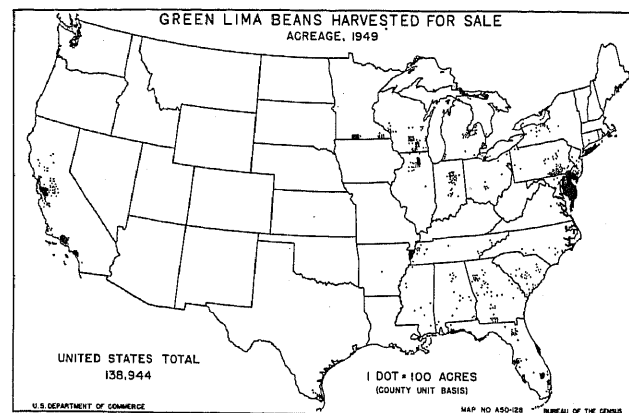 GREEN LIMA BEANS HARVESTED FOR SALE
ACREAGE, 1949
UNITED STATES TOTAL
138,944
1 DOT = 100 ACRES
(COUNTY UNIT BASIS)
U.S. DEPARTMENT OF COMMERCE
MAP NO A50-128 BUREAU OF THE CENSUS